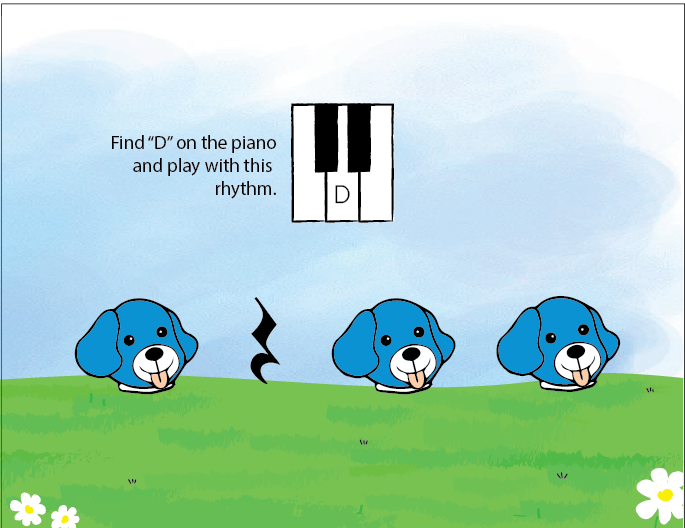 Find “D” on the piano
and play with this
rhythm.
D